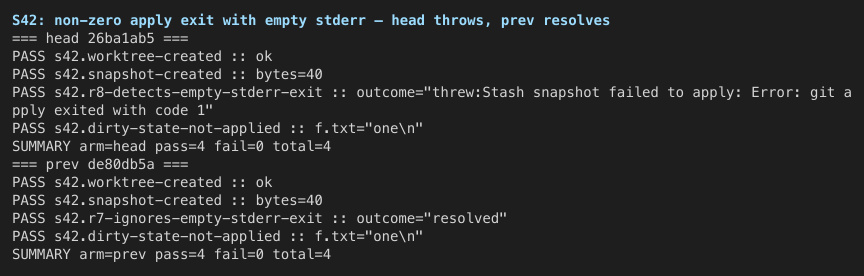 S42: non-zero apply exit with empty stderr — head throws, prev resolves
=== head 26ba1ab5 ===
PASS s42.worktree-created :: ok
PASS s42.snapshot-created :: bytes=40
PASS s42.r8-detects-empty-stderr-exit :: outcome="threw:Stash snapshot failed to apply: Error: git a
pply exited with code 1"
PASS s42.dirty-state-not-applied :: f.txt="one\n"
SUMMARY arm=head pass=4 fail=0 total=4
=== prev de80db5a ===
PASS s42.worktree-created :: ok
PASS s42.snapshot-created :: bytes=40
PASS s42.r7-ignores-empty-stderr-exit :: outcome="resolved"
PASS s42.dirty-state-not-applied :: f.txt="one\n"
SUMMARY arm=prev pass=4 fail=0 total=4